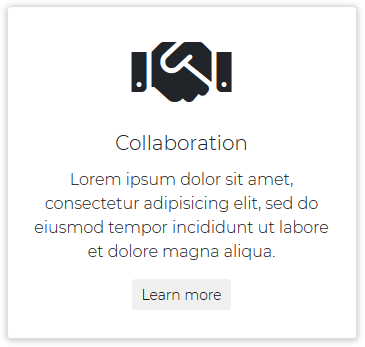 Collaboration
Lorem ipsum dolor sit amet,
consectetur adipisicing elit, sed do
eiusmod tempor incididunt ut labore
et dolore magna aliqua.
Learn more